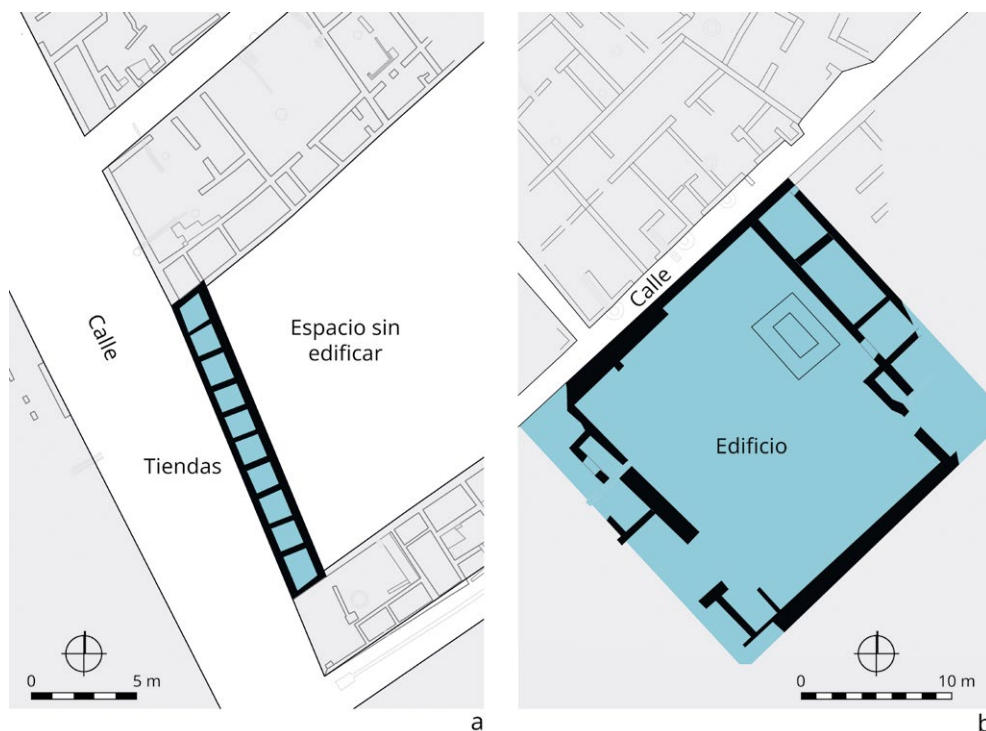 Calle
Espacio sin
edificar
Tiendas
0
5 m
a
Calle
Edificio
0
10 m
b